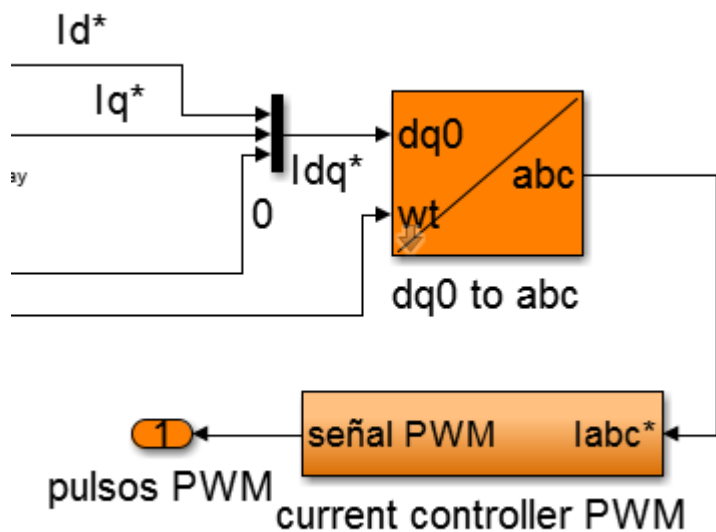 Id*
Iq*
ay
0
Idq*
dq0
wt
abc
dq0 to abc
señal PWM
Iabc*
1
pulsos PWM
current controller PWM